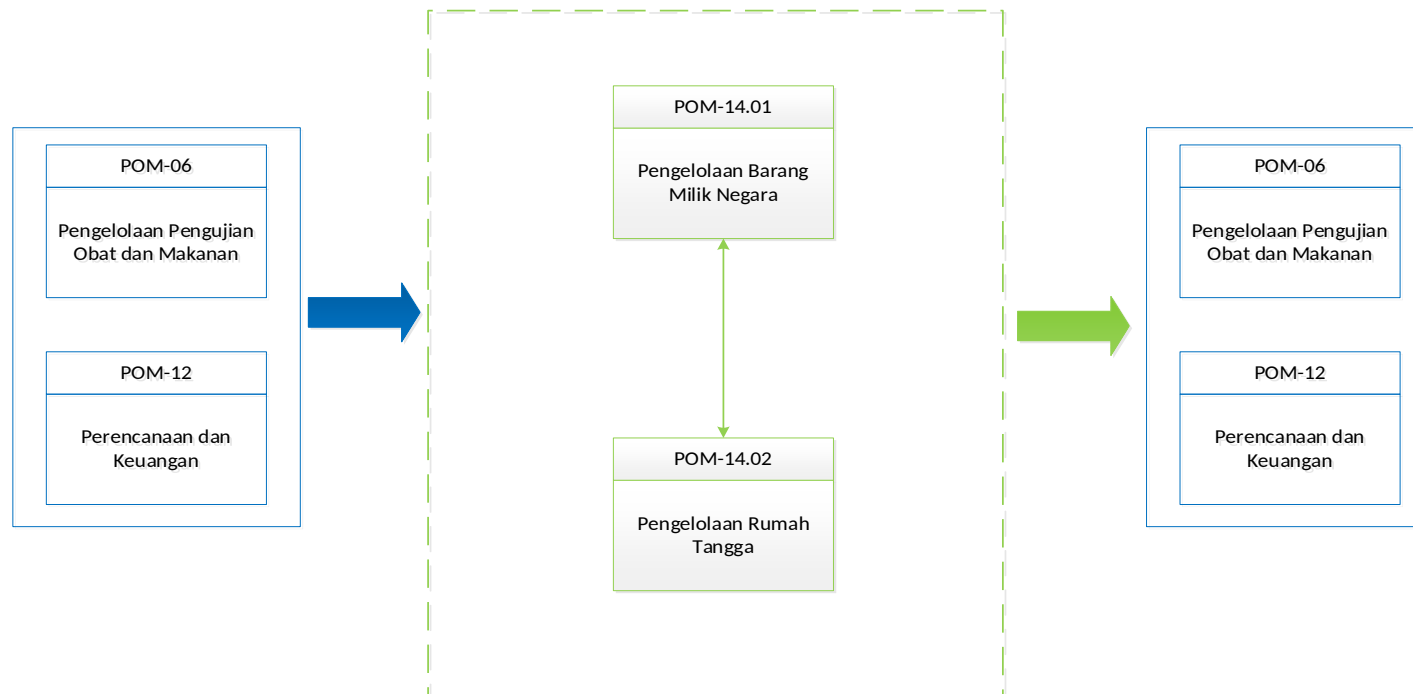 POM-06
Pengelolaan Pengujian
Obat dan Makanan
POM-12
Perencanaan dan
Keuangan
POM-14.01
Pengelolaan Barang
Milik Negara
POM-14.02
Pengelolaan Rumah
Tangga
POM-06
Pengelolaan Pengujian
Obat dan Makanan
POM-12
Perencanaan dan
Keuangan